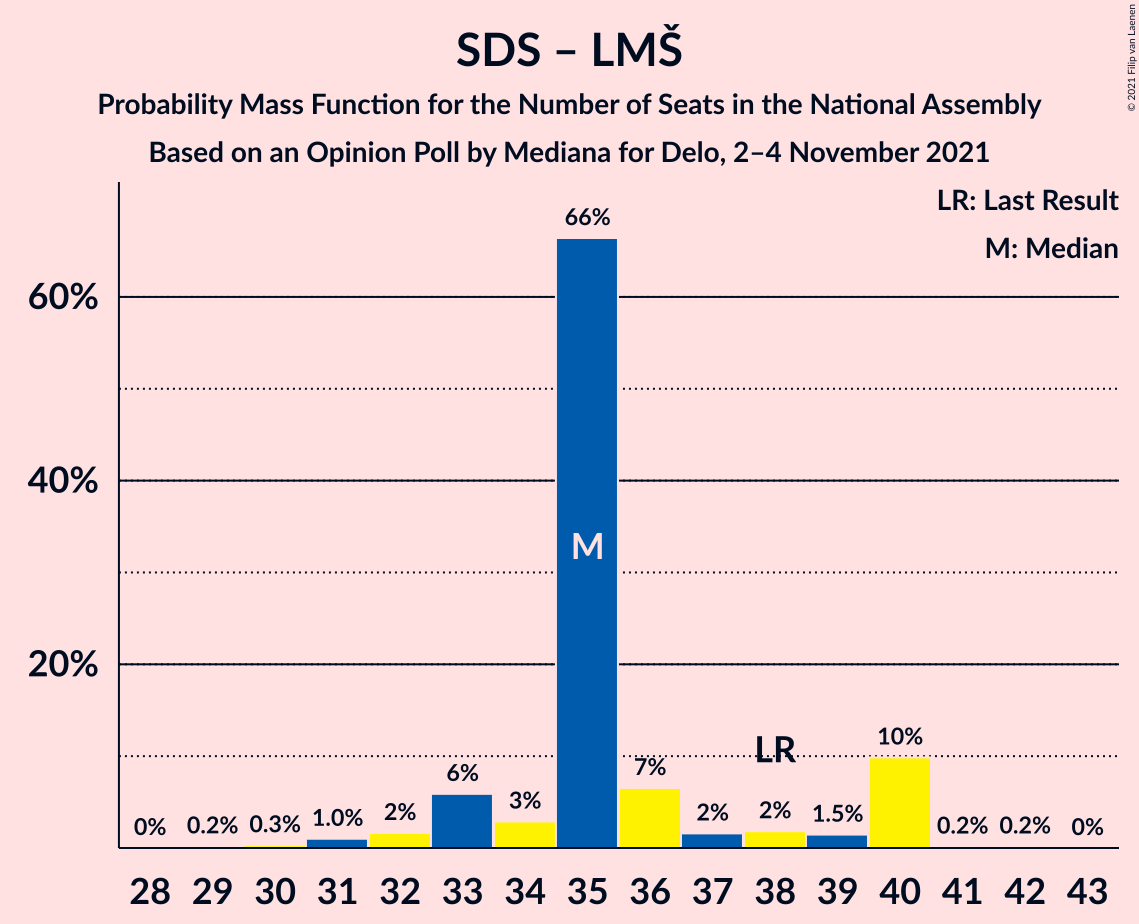 SDS – LMŠ
Probability Mass Function for the Number of Seats in the National Assembly
Based on an Opinion Poll by Mediana for Delo, 2–4 November 2021
© 2021 Filip van Laenen
LR: Last Result
M: Median
60%
40%
20%
0%
0.2%
0.3%
1.0%
2%
6%
3%
66%
M
7%
2%
LR
2%
1.5%
10%
0.2%
0.2%
0%
28 29 30 31 32 33 34 35 36 37 38 39 40 41 42 43